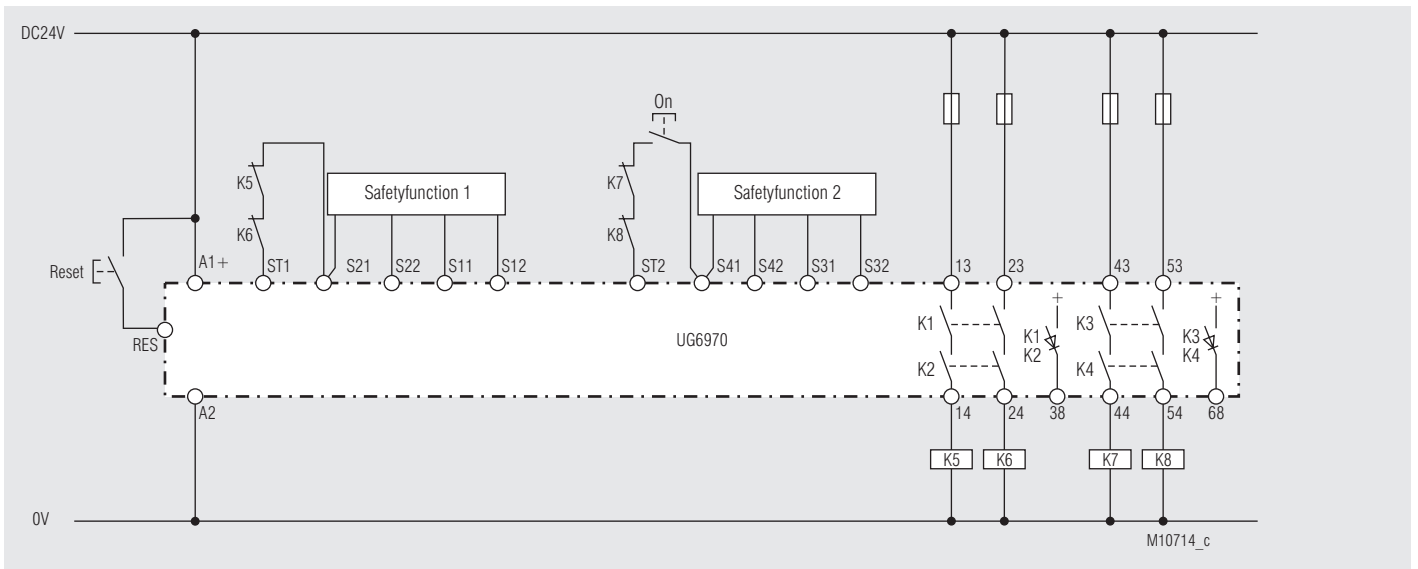 DC24V
On
K5
Safetyfunction 1
K7
Safetyfunction 2
K6
K8
Reset
A1+
ST1
S21
S22
S11
S12
ST2
S41
S42
S31
S32
13
23
43
53
RES
UG6970
K1
K2
+
K1
K2
K3
K4
+
K3
K4
A2
14
24
38
44
54
68
K5
K6
K7
K8
0V
M10714_c